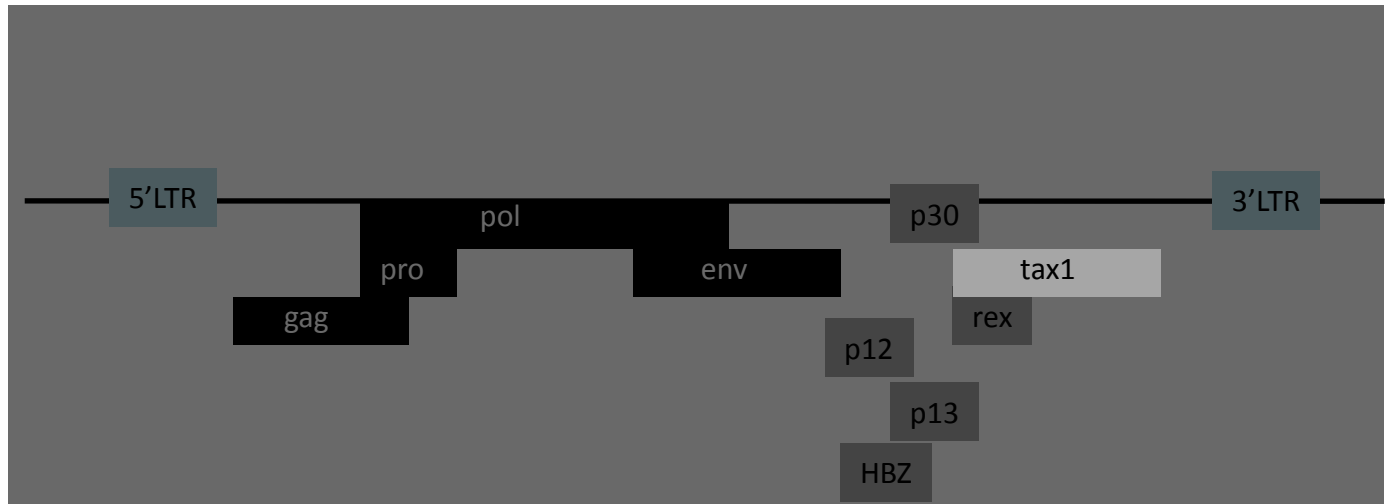 5’LTR
3’LTR
p30
pol
pro
env
tax1
gag
rex
p12
p13
HBZ